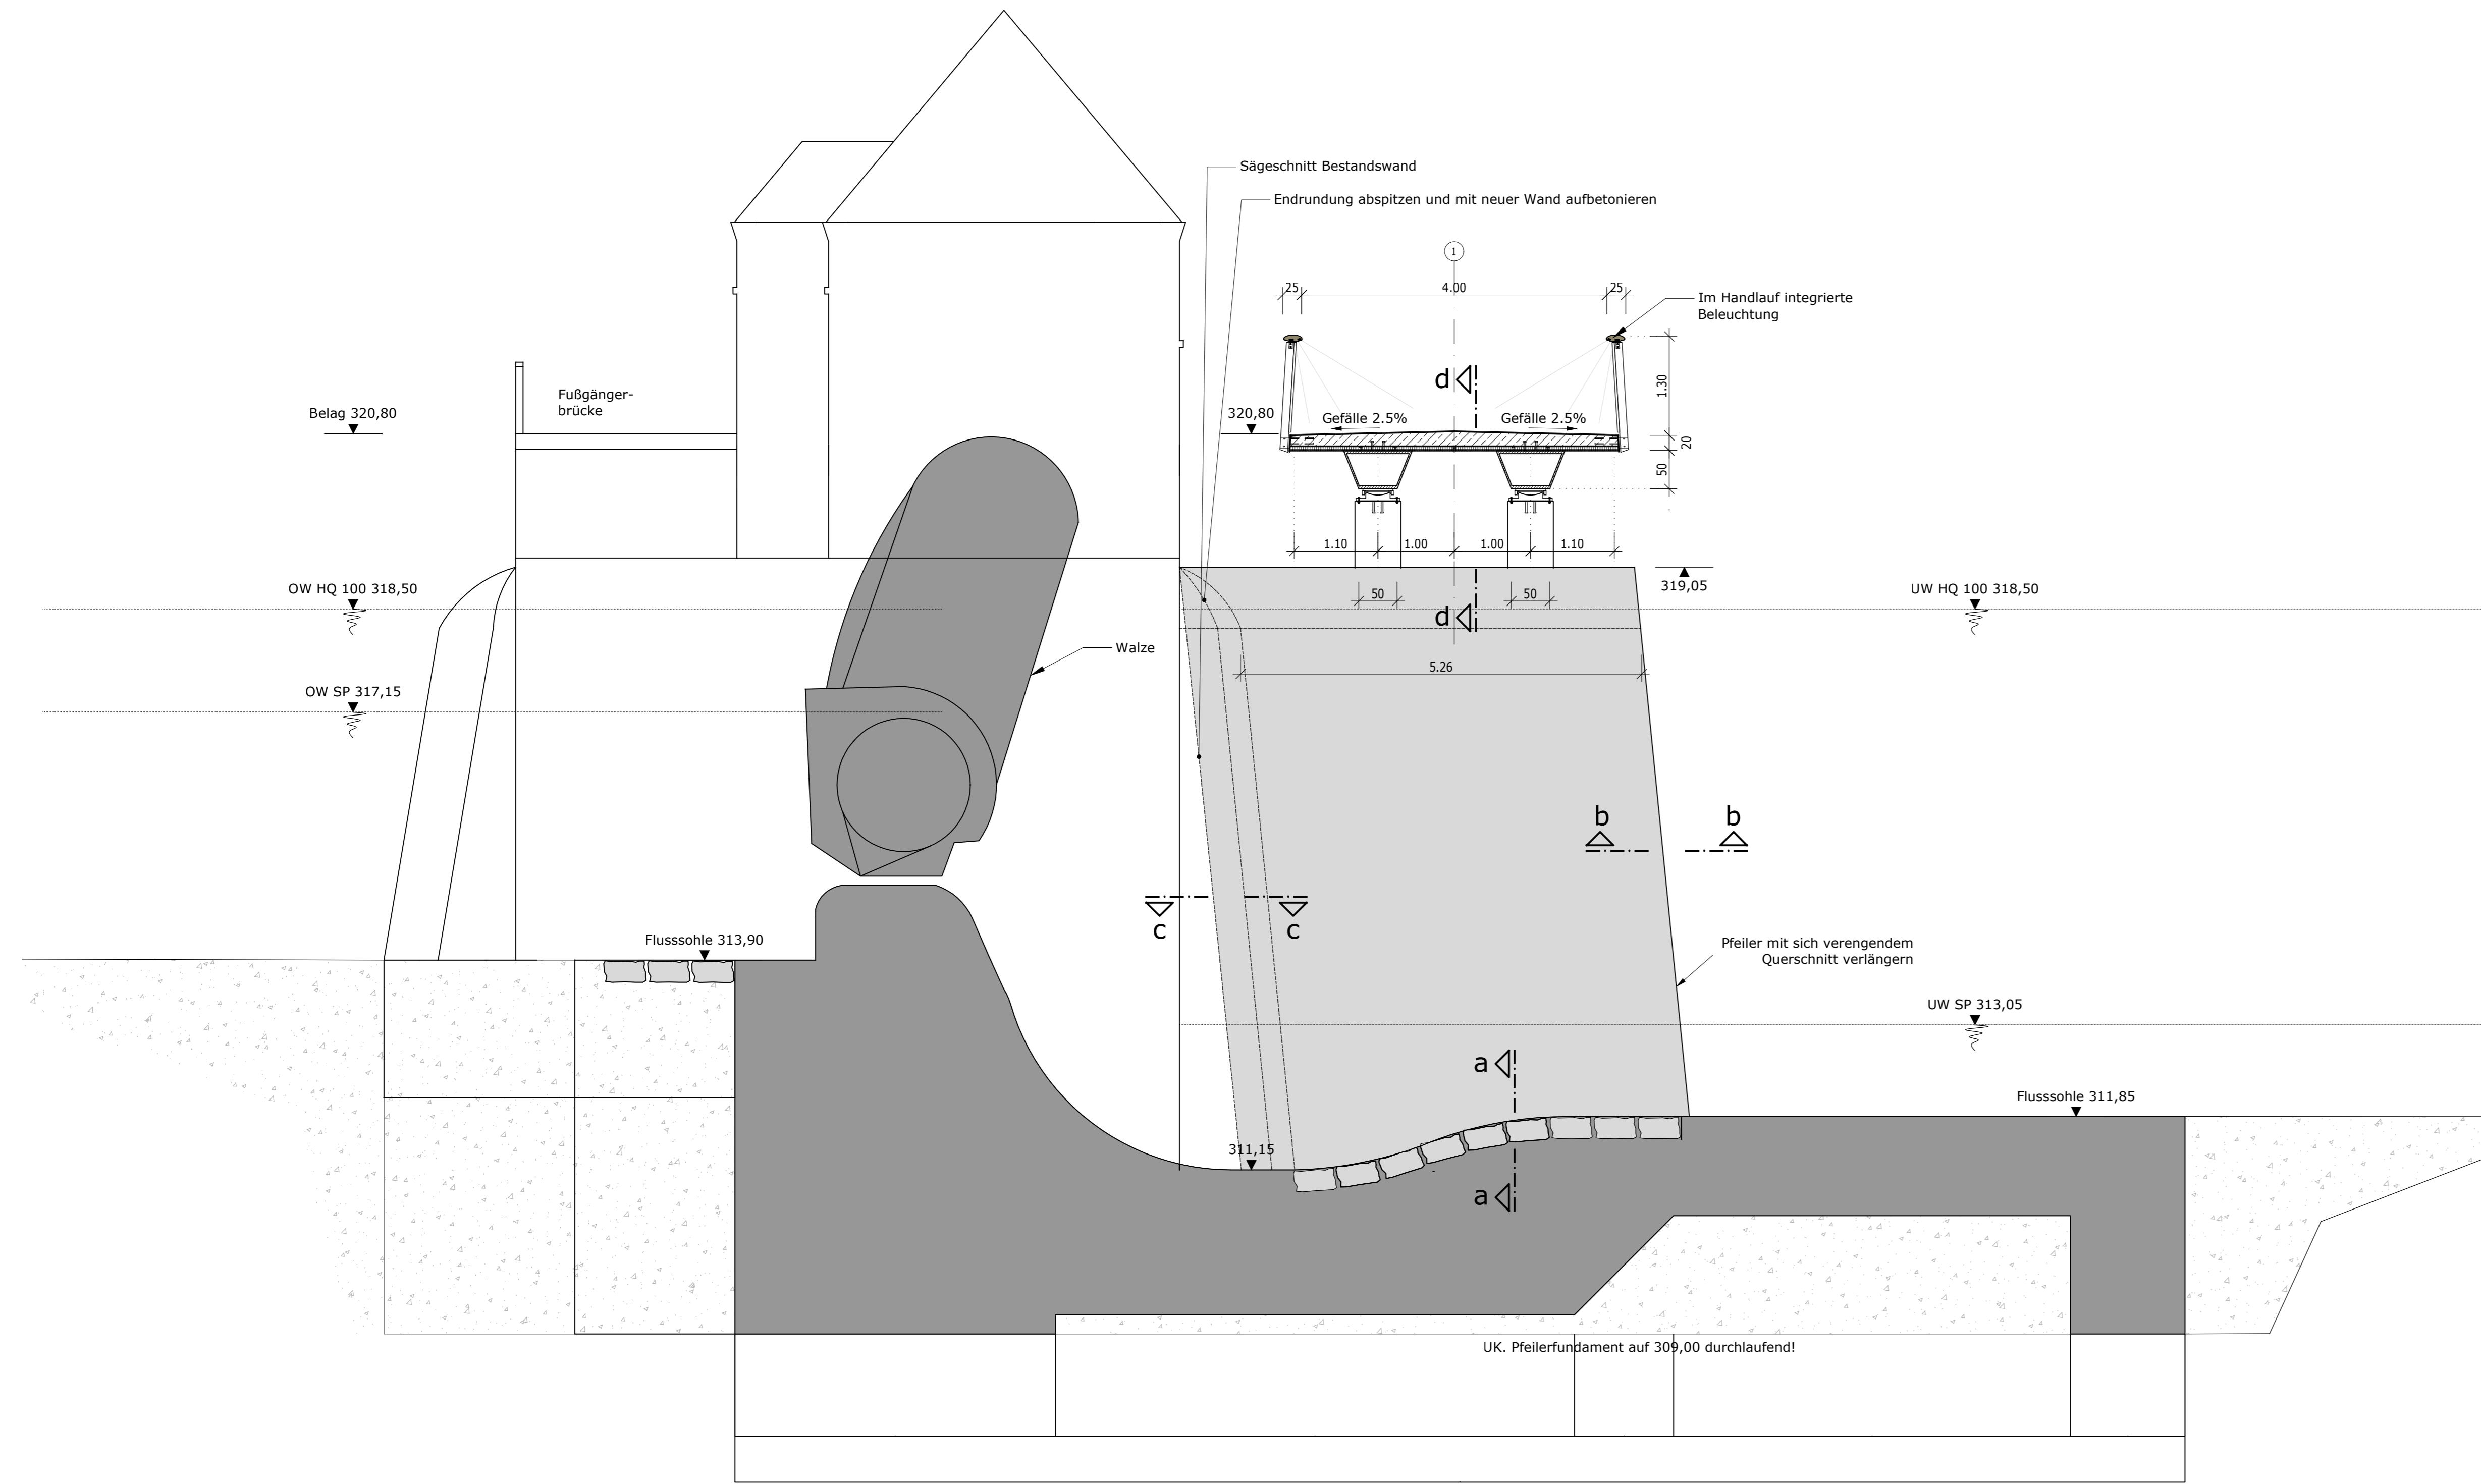 Sägeschnitt Bestandswand
Endrundung abspitzen und mit neuer Wand aufbetonieren
1
25
4.00
25
Im Handlauf integrierte
Beleuchtung
d
1.30
Fußgänger-
brücke
Belag 320,80
320,80
Gefälle 2.5%
Gefälle 2.5%
20
50
1.10
1.00
1.00
1.10
319,05
OW HQ 100 318,50
50
50
UW HQ 100 318,50
d
Walze
5.26
OW SP 317,15
b
b
c
c
Flusssohle 313,90
Pfeiler mit sich verengendem
Querschnitt verlängern
UW SP 313,05
a
Flusssohle 311,85
311,15
a
UK. Pfeilerfundament auf 309,00 durchlaufend!